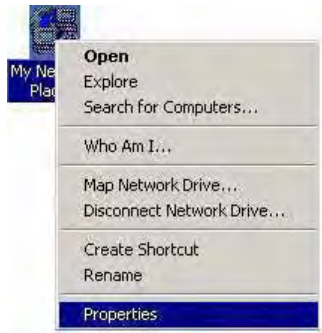 My Ne
Plac
Open
Explore
Search for Computers...
Who Am I...
Map Network Drive...
Disconnect Network Drive...
Create Shortcut
Rename
Properties